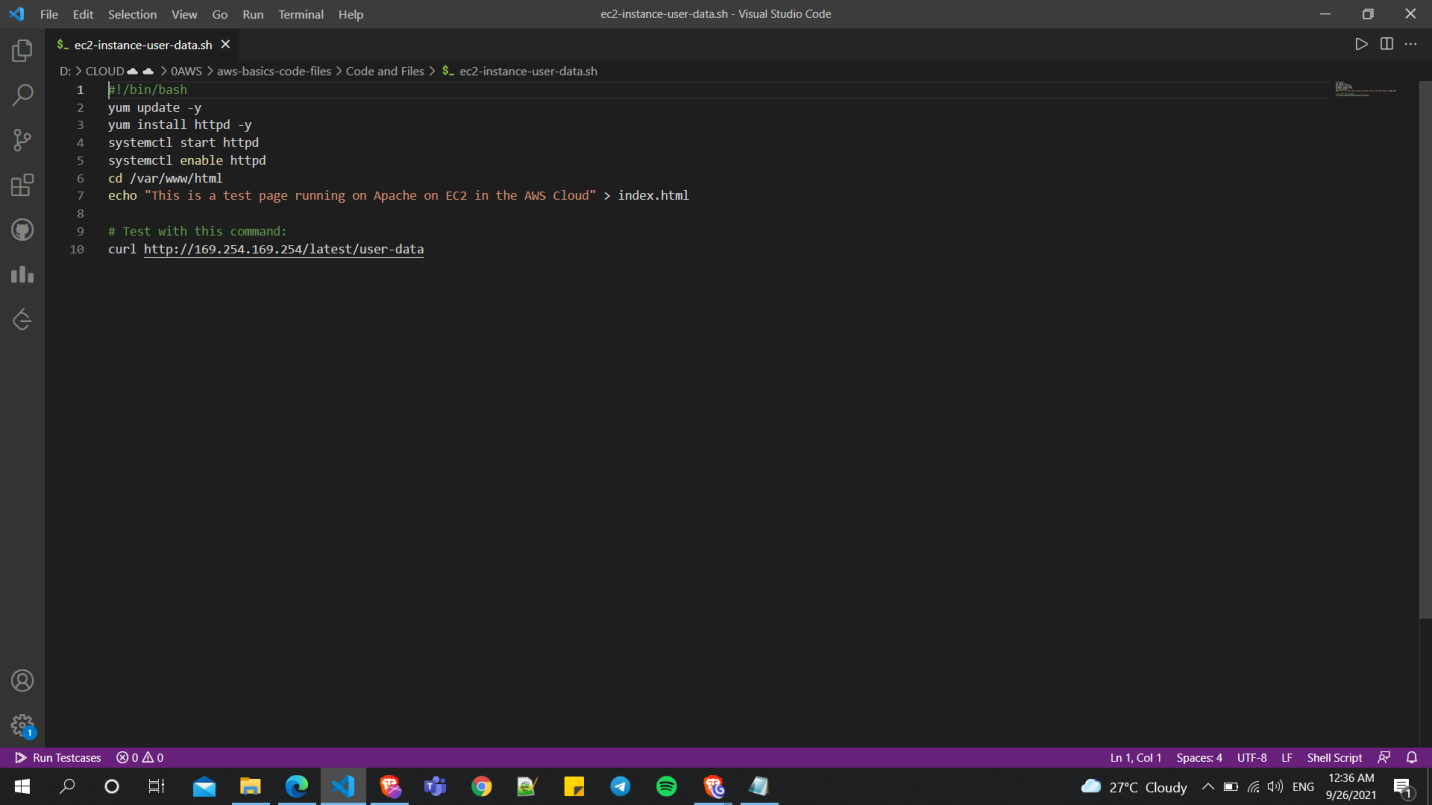 File Edit Selection View Go Run Terminal Help
ec2-instance-user-data.sh - Visual Studio Code
$_ ec2-instance-user-data.sh
D: > CLOUD > 0AWS > aws-basics-code-files > Code and Files > $_ ec2-instance-user-data.sh
1 #!/bin/bash
2 yum update -y
3 yum install httpd -y
4 systemctl start httpd
5 systemctl enable httpd
6 cd /var/www/html
7 echo "This is a test page running on Apache on EC2 in the AWS Cloud" > index.html
8
9 # Test with this command:
10 curl http://169.254.169.254/latest/user-data
1
Run Testcases 0 0 Ln 1, Col 1 Spaces: 4 UTF-8 LF Shell Script
27°C Cloudy ENG 12:36 AM
9/26/2021 1